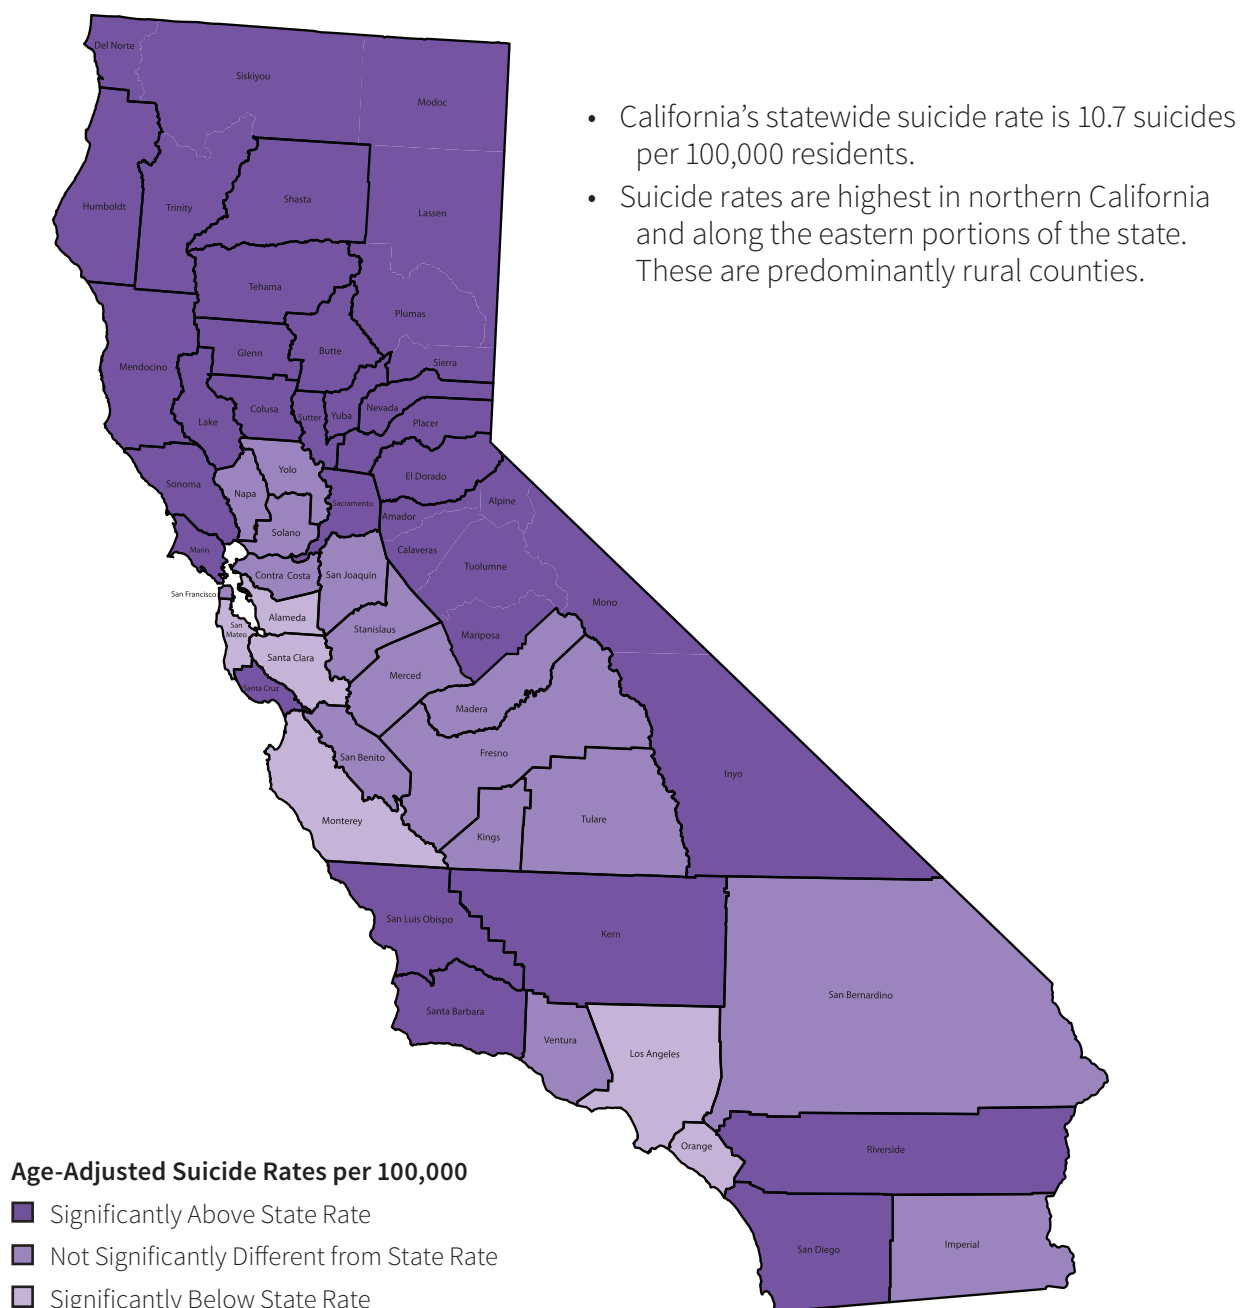 • California’s statewide suicide rate is 10.7 suicides
per 100,000 residents.
• Suicide rates are highest in northern California
and along the eastern portions of the state.
These are predominantly rural counties.
Del Norte
Siskiyou
Modoc
Humboldt
Trinity
Shasta
Lassen
Tehama
Plumas
Mendocino
Glenn
Butte
Sierra
Lake
Colusa
Sutter
Yuba
Nevada
Placer
Sonoma
Napa
Yolo
El Dorado
Sacramento
Alpine
Amador
Solano
Marin
Calaveras
Contra Costa
San Joaquin
Tuolumne
San Francisco
Mono
Alameda
San
Mateo
Stanislaus
Mariposa
Santa Clara
Merced
Santa Cruz
Madera
San Benito
Fresno
Inyo
Monterey
Kings
Tulare
San Luis Obispo
Kern
San Bernardino
Santa Barbara
Ventura
Los Angeles
Orange
Riverside
San Diego
Imperial
Age-Adjusted Suicide Rates per 100,000
Significantly Above State Rate
Not Significantly Different from State Rate
Significantly Below State Rate